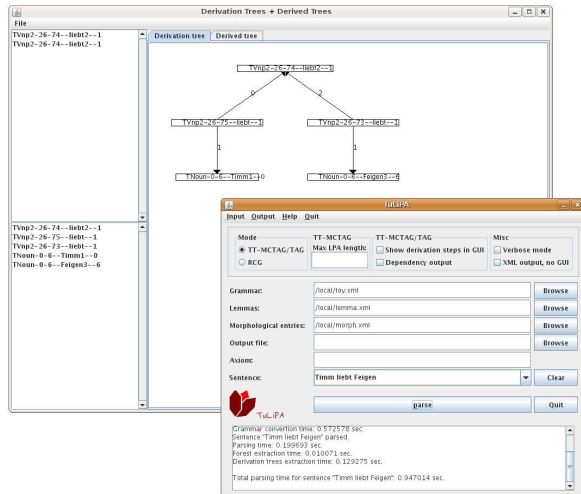 Derivation Trees + Derived Trees
File
TVnp2-26-74--liebt2--1
TVnp2-26-74--liebt2--1
Derivation tree Derived tree
TVnp2-26-74--liebt2--1
0 2
TVnp2-26-75--liebt--1 TVnp2-26-73--liebt--1
1 1
TNoun-0-6--Timm1--0 TNoun-0-6--Feigen3--6
TVnp2-26-74--liebt2--1
TVnp2-26-75--liebt--1
TVnp2-26-73--liebt--1
TNoun-0-6--Timm1--0
TNoun-0-6--Feigen3--6
TuLiPA
Input Output Help Quit
Mode TT-MCTAG TT-MCTAG/TAG Misc
TT-MCTAG/TAG Max LPA length: Show derivation steps in GUI Verbose mode
RCG Dependency output XML output, no GUI
Grammar: /local/toy.xml Browse
Lemmas: /local/lemma.xml Browse
Morphological entries: /local/morph.xml Browse
Output file: Browse
Axiom:
Sentence: Timm liebt Feigen Clear
TuLiPA parse Quit
Grammar convertion time: 0.572578 sec.
Sentence "Timm liebt Feigen" parsed.
Parsing time: 0.199693 sec.
Forest extraction time: 0.010071 sec.
Derivation trees extraction time: 0.129275 sec.
Total parsing time for sentence "Timm liebt Feigen": 0.947014 sec.